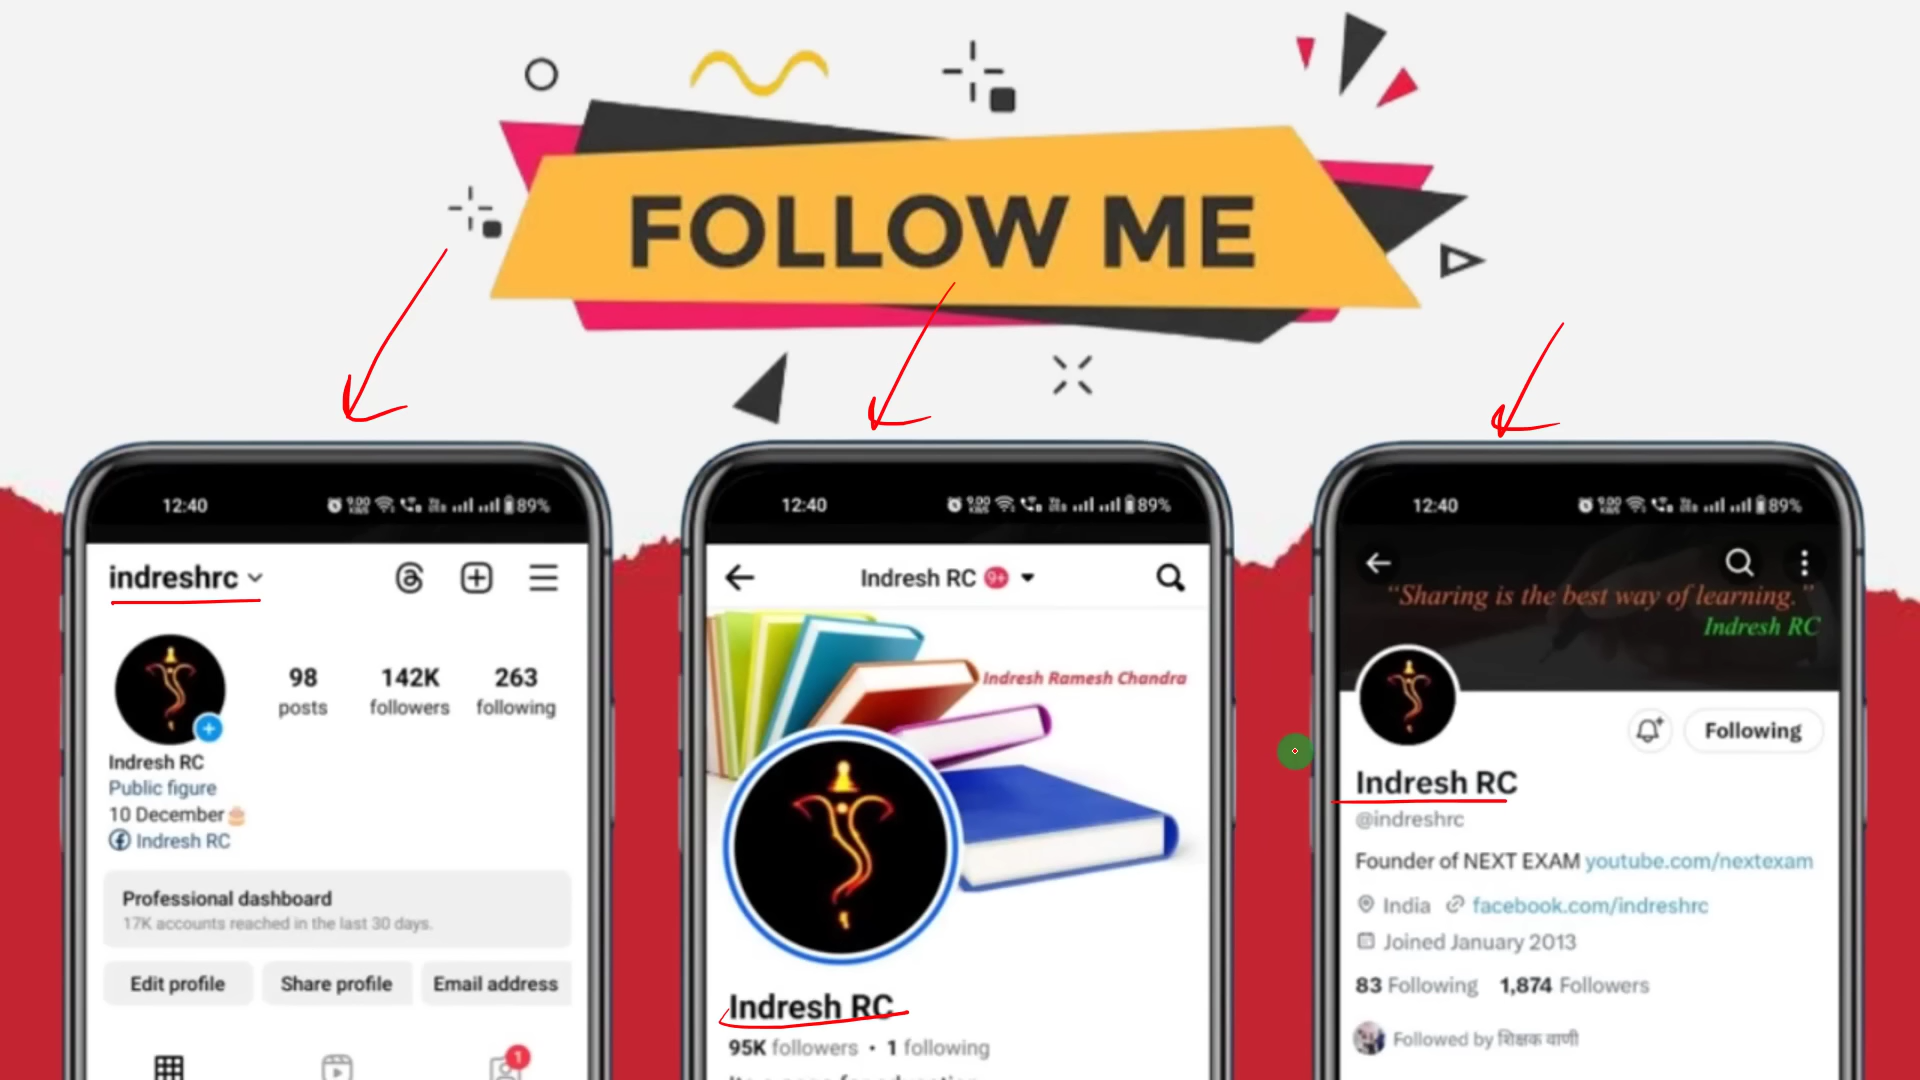 FOLLOW ME
12:40
89%
indreshrc
98
posts
142K
followers
263
following
Indresh RC
Public figure
10 December
Indresh RC
Professional dashboard
17K accounts reached in the last 30 days.
Edit profile
Share profile
Email address
1
12:40
89%
Indresh RC 9+
Indresh Ramesh Chandra
Indresh RC
95K followers • 1 following
12:40
89%
“Sharing is the best way of learning.”
Indresh RC
Following
Indresh RC
@indreshrc
Founder of NEXT EXAM youtube.com/nextexam
India facebook.com/indreshrc
Joined January 2013
83 Following 1,874 Followers
Followed by शिक्षक वाणी